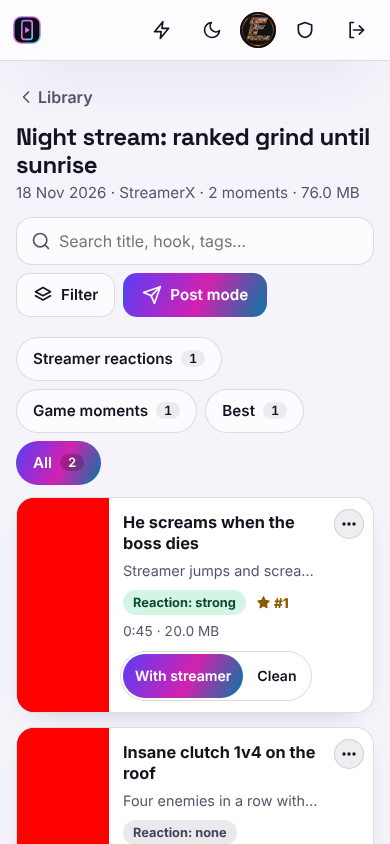 Library
Night stream: ranked grind until
sunrise
18 Nov 2026 · StreamerX · 2 moments · 76.0 MB
Search title, hook, tags...
Filter
Post mode
Streamer reactions 1
Game moments 1
Best 1
All 2
He screams when the
boss dies
Streamer jumps and screa...
Reaction: strong
#1
0:45 · 20.0 MB
With streamer
Clean
Insane clutch 1v4 on the
roof
Four enemies in a row with...
Reaction: none